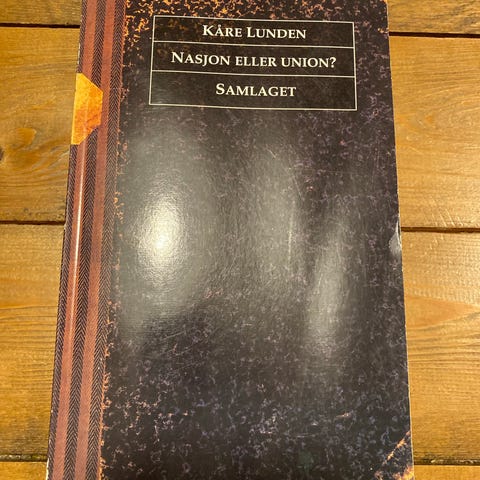 KÅRE LUNDEN
NASJON ELLER UNION?
SAMLAGET